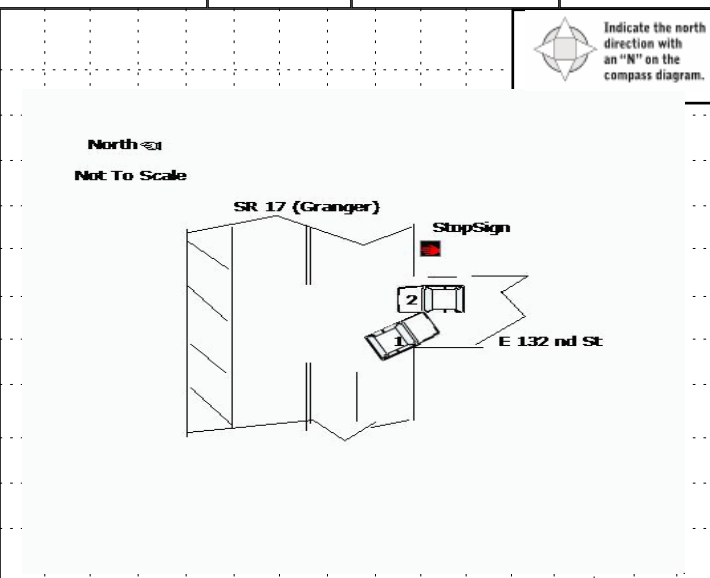 Indicate the north
direction with
an “N” on the
compass diagram.
North
Not To Scale
SR 17 (Granger)
StopSign
2
1
E 132 nd St